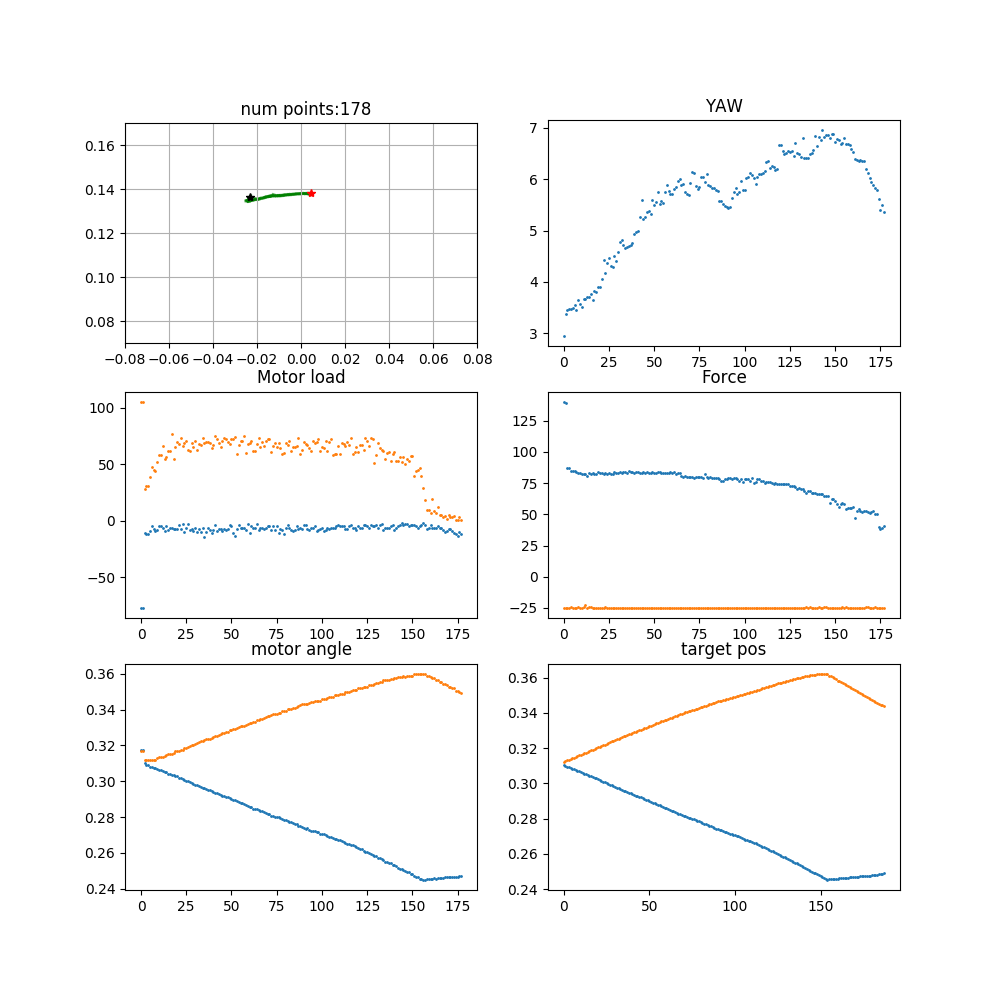 num points:178
YAW
0.16
0.14
0.12
0.10
0.08
−0.08 −0.06 −0.04 −0.02 0.00 0.02 0.04 0.06 0.08
7
6
5
4
3
0 25 50 75 100 125 150 175
Motor load
Force
100
50
0
−50
0 25 50 75 100 125 150 175
125
100
75
50
25
0
−25
0 25 50 75 100 125 150 175
motor angle
target pos
0.36
0.34
0.32
0.30
0.28
0.26
0.24
0 25 50 75 100 125 150 175
0.36
0.34
0.32
0.30
0.28
0.26
0.24
0 50 100 150